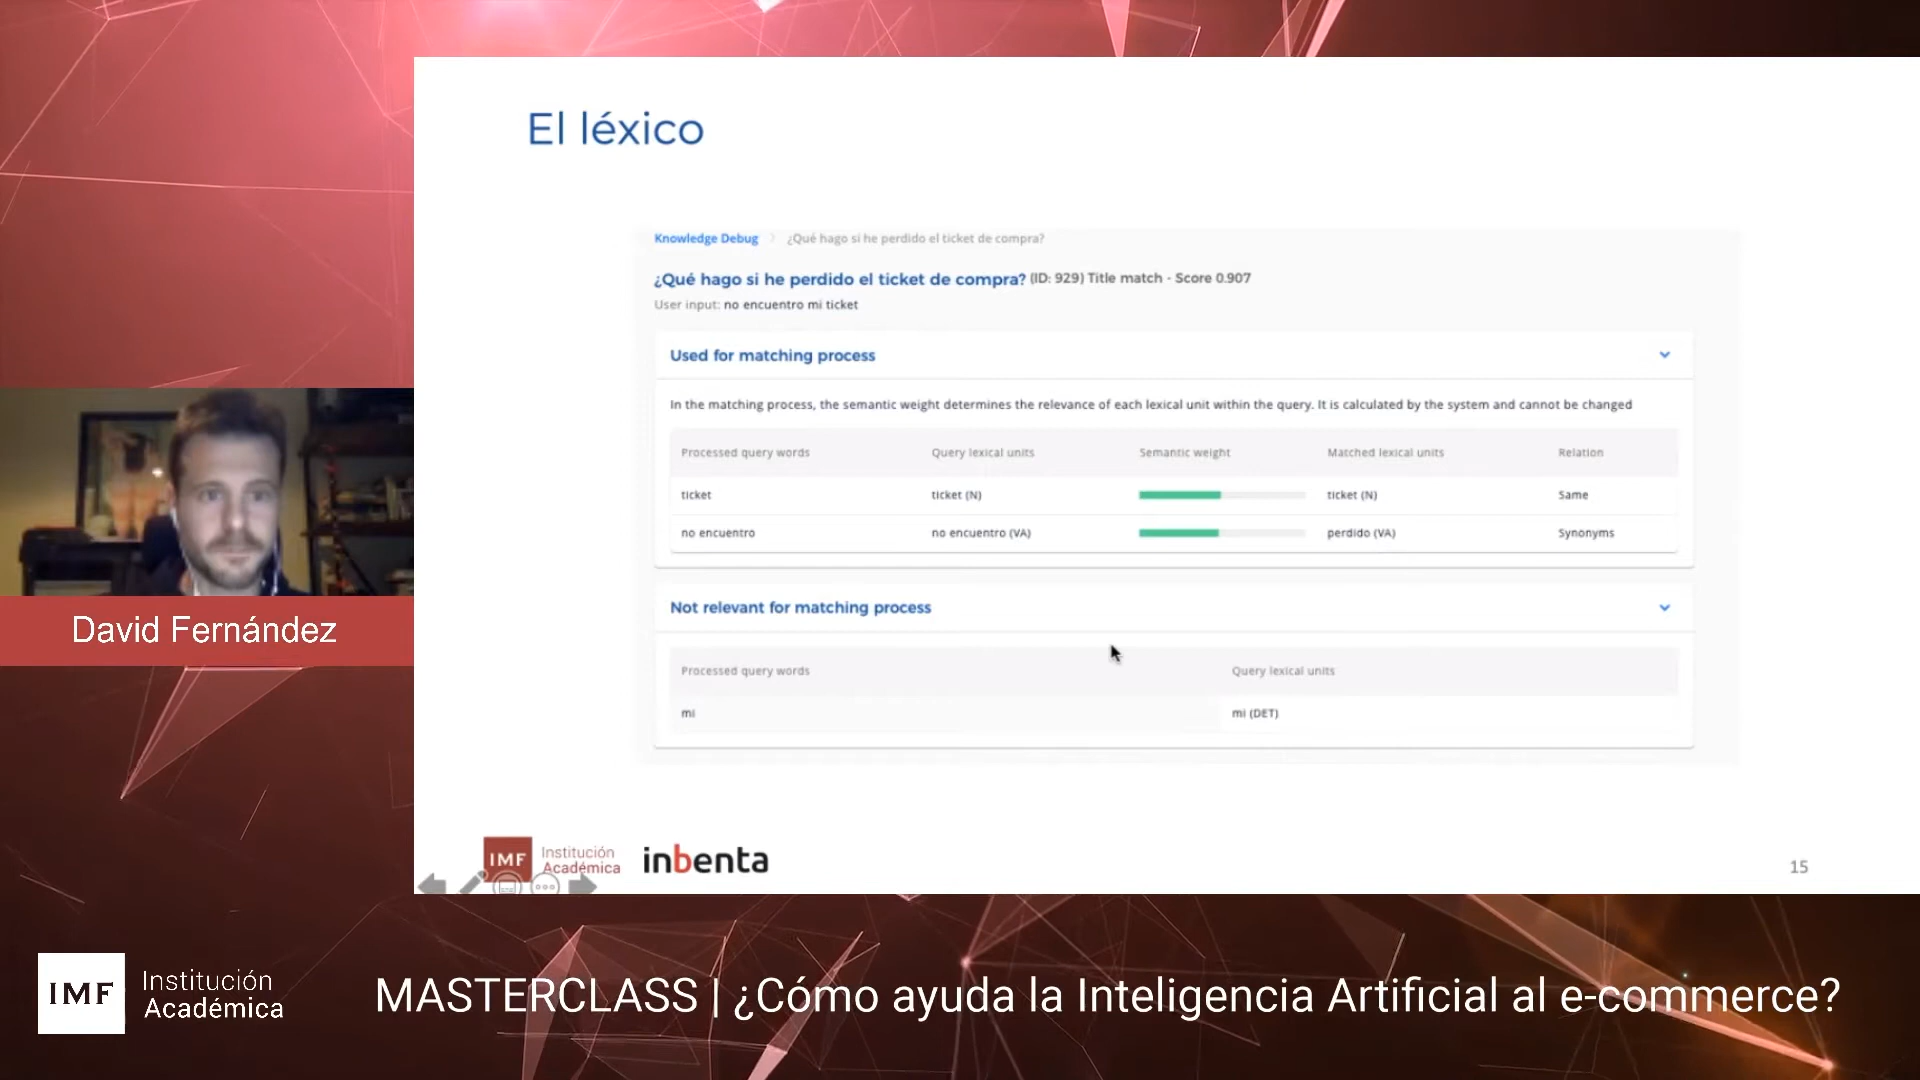 El léxico
Knowledge Debug > ¿Qué hago si he perdido el ticket de compra?
¿Qué hago si he perdido el ticket de compra? (ID: 929) Title match - Score 0.907
User input: no encuentro mi ticket
Used for matching process
In the matching process, the semantic weight determines the relevance of each lexical unit within the query. It is calculated by the system and cannot be changed
Processed query words Query lexical units Semantic weight Matched lexical units Relation
ticket ticket (N) ticket (N) Same
no encuentro no encuentro (VA) perdido (VA) Synonyms
Not relevant for matching process
Processed query words Query lexical units
mi mi (DET)
David Fernández
IMF Institución
Académica
inbenta
15
IMF Institución
Académica
MASTERCLASS | ¿Cómo ayuda la Inteligencia Artificial al e-commerce?